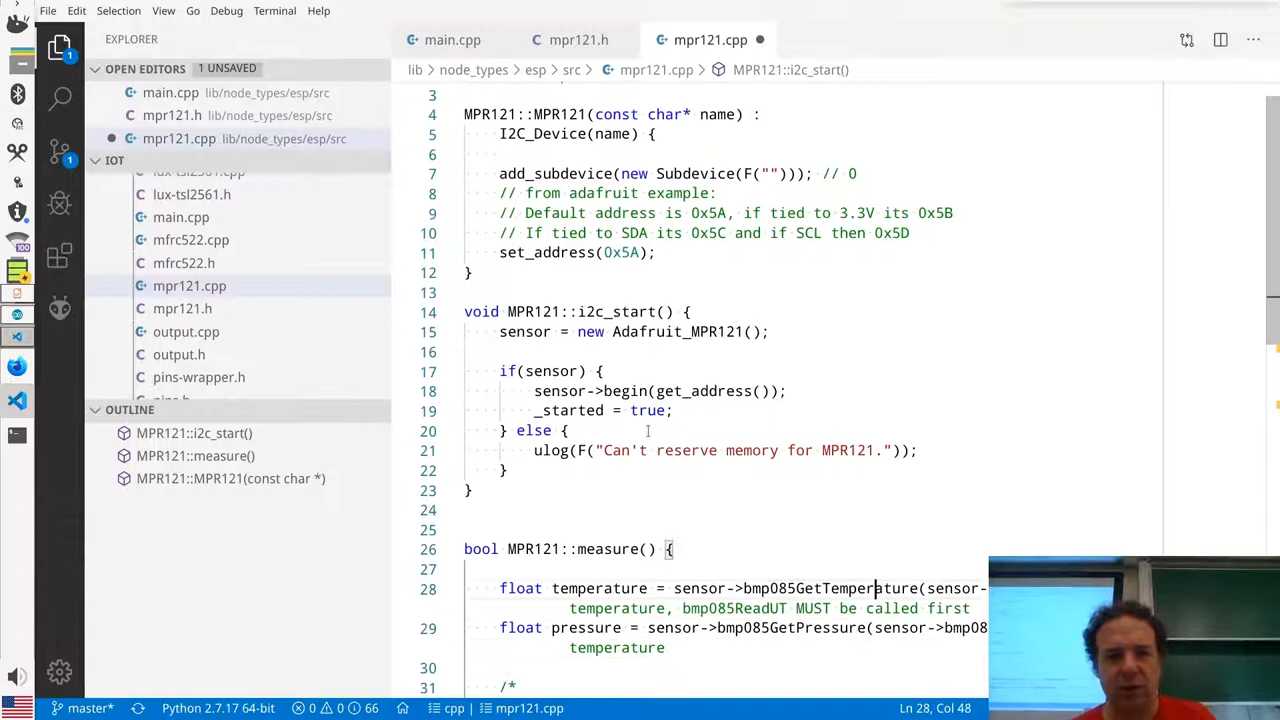 File Edit Selection View Go Debug Terminal Help
EXPLORER
OPEN EDITORS 1 UNSAVED
main.cpp lib/node_types/esp/src
mpr121.h lib/node_types/esp/src
mpr121.cpp lib/node_types/esp/src
IOT
lux-tsl2561.cpp
lux-tsl2561.h
main.cpp
mfrc522.cpp
mfrc522.h
mpr121.cpp
mpr121.h
output.cpp
output.h
pins-wrapper.h
pins.h
OUTLINE
MPR121::i2c_start()
MPR121::measure()
MPR121::MPR121(const char *)
1
1
100
main.cpp mpr121.h mpr121.cpp
lib > node_types > esp > src > mpr121.cpp > MPR121::i2c_start()
3
4 MPR121::MPR121(const char* name) :
5 I2C_Device(name) {
6
7 add_subdevice(new Subdevice(F(""))); // 0
8 // from adafruit example:
9 // Default address is 0x5A, if tied to 3.3V its 0x5B
10 // If tied to SDA its 0x5C and if SCL then 0x5D
11 set_address(0x5A);
12 }
13
14 void MPR121::i2c_start() {
15 sensor = new Adafruit_MPR121();
16
17 if(sensor) {
18 sensor->begin(get_address());
19 _started = true;
20 } else {
21 ulog(F("Can't reserve memory for MPR121."));
22 }
23 }
24
25
26 bool MPR121::measure() {
27
28 float temperature = sensor->bmp085GetTemperature(sensor-
temperature, bmp085ReadUT MUST be called first
29 float pressure = sensor->bmp085GetPressure(sensor->bmp08
temperature
30
31 /*
master* Python 2.7.17 64-bit 0 0 66 cpp | mpr121.cpp Ln 28, Col 48